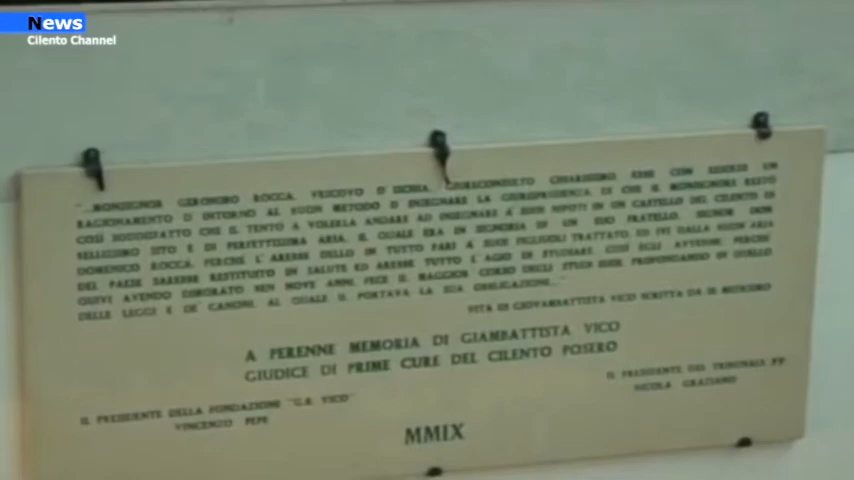 News
Cilento Channel
"...MONSIGNOR GERONIMO ROCCA, VESCOVO D'ISCHIA, GIURECONSULTO CHIARISSIMO EBBE CON ESSOLUI UN
RAGIONAMENTO D'INTORNO AL BUON METODO D'INSEGNARE LA GIURISPRUDENZA. DI CHE IL MONSIGNORE RESTÒ
COSÌ SODDISFATTO CHE IL TENTÒ A VOLERLA ANDARE AD INSEGNARE A' SUOI NIPOTI IN UN CASTELLO DEL CILENTO DI
BELLISSIMO SITO E DI PERFETTISSIMA ARIA, IL QUALE ERA IN SIGNORIA DI UN SUO FRATELLO, SIGNOR DON
DOMENICO ROCCA, PERCHÉ L'AREBBE DELLO IN TUTTO PARI A SUOI FIGLIUOLI TRATTATO, ED IVI DALLA BUON ARIA
DEL PAESE SAREBBE RESTITUITO IN SALUTE ED AREBBE TUTTO L'AGIO DI STUDIARE. COSÌ EGLI AVVENNE, PERCHÉ
QUIVI AVENDO DIMORATO BEN NOVE ANNI, FECE IL MAGGIOR CORSO DEGLI STUDI SUOI, PROFONDANDO IN QUELLO
DELLE LEGGI E DE' CANONI, AL QUALE IL PORTAVA LA SUA OBBLIGAZIONE..."
VITA DI GIOVAMBATTISTA VICO SCRITTA DA SE MEDESIMO
A PERENNE MEMORIA DI GIAMBATTISTA VICO
GIUDICE DI PRIME CURE DEL CILENTO POSERO
IL PRESIDENTE DELLA FONDAZIONE "G.B. VICO"
VINCENZO PEPE
IL PRESIDENTE DEL TRIBUNALE FF
NICOLA GRAZIANO
MMIX